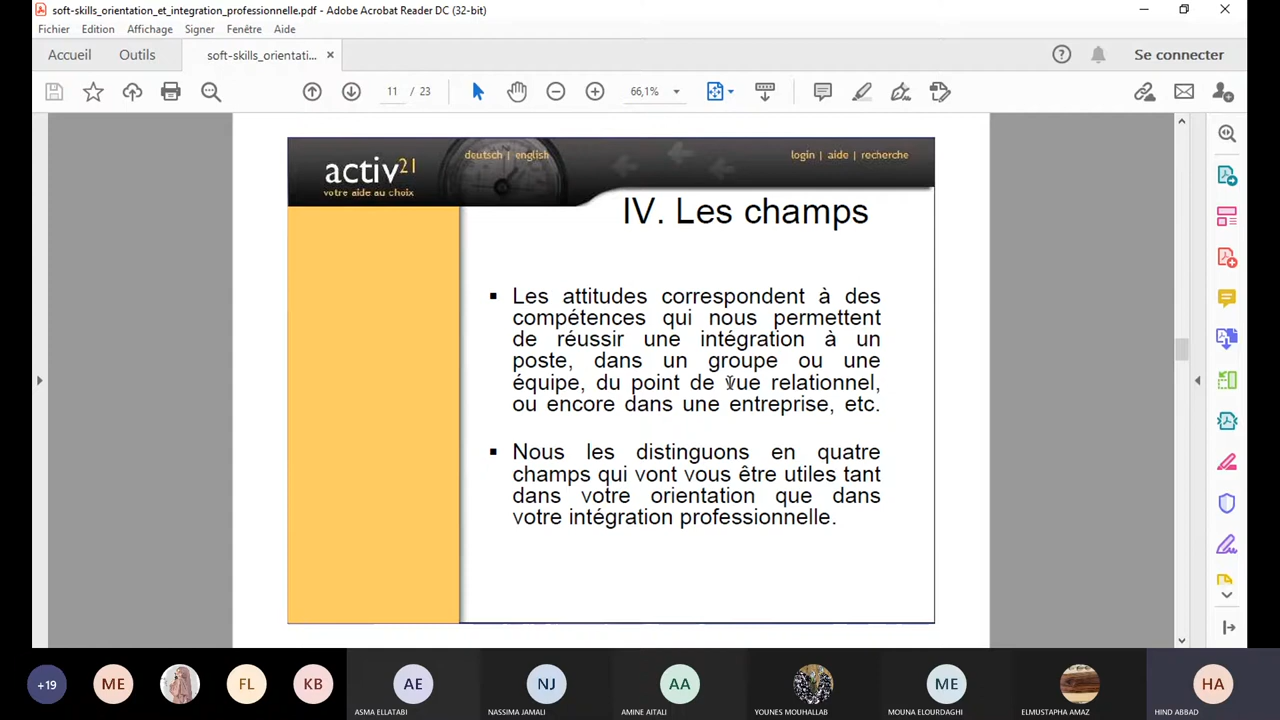 soft-skills_orientation_et_integration_professionnelle.pdf - Adobe Acrobat Reader DC (32-bit)
Fichier Edition Affichage Signer Fenêtre Aide
Accueil Outils soft-skills_orientati... × Se connecter
11 / 23 66,1%
activ21
votre aide au choix
deutsch | english
login | aide | recherche
IV. Les champs
▪ Les attitudes correspondent à des
compétences qui nous permettent
de réussir une intégration à un
poste, dans un groupe ou une
équipe, du point de vue relationnel,
ou encore dans une entreprise, etc.
▪ Nous les distinguons en quatre
champs qui vont vous être utiles tant
dans votre orientation que dans
votre intégration professionnelle.
+19 ME FL KB AE NJ AA ME HA
ASMA ELLATABI NASSIMA JAMALI AMINE AITALI YOUNES MOUHALLAB MOUNA ELOURDAGHI ELMUSTAPHA AMAZ HIND ABBAD